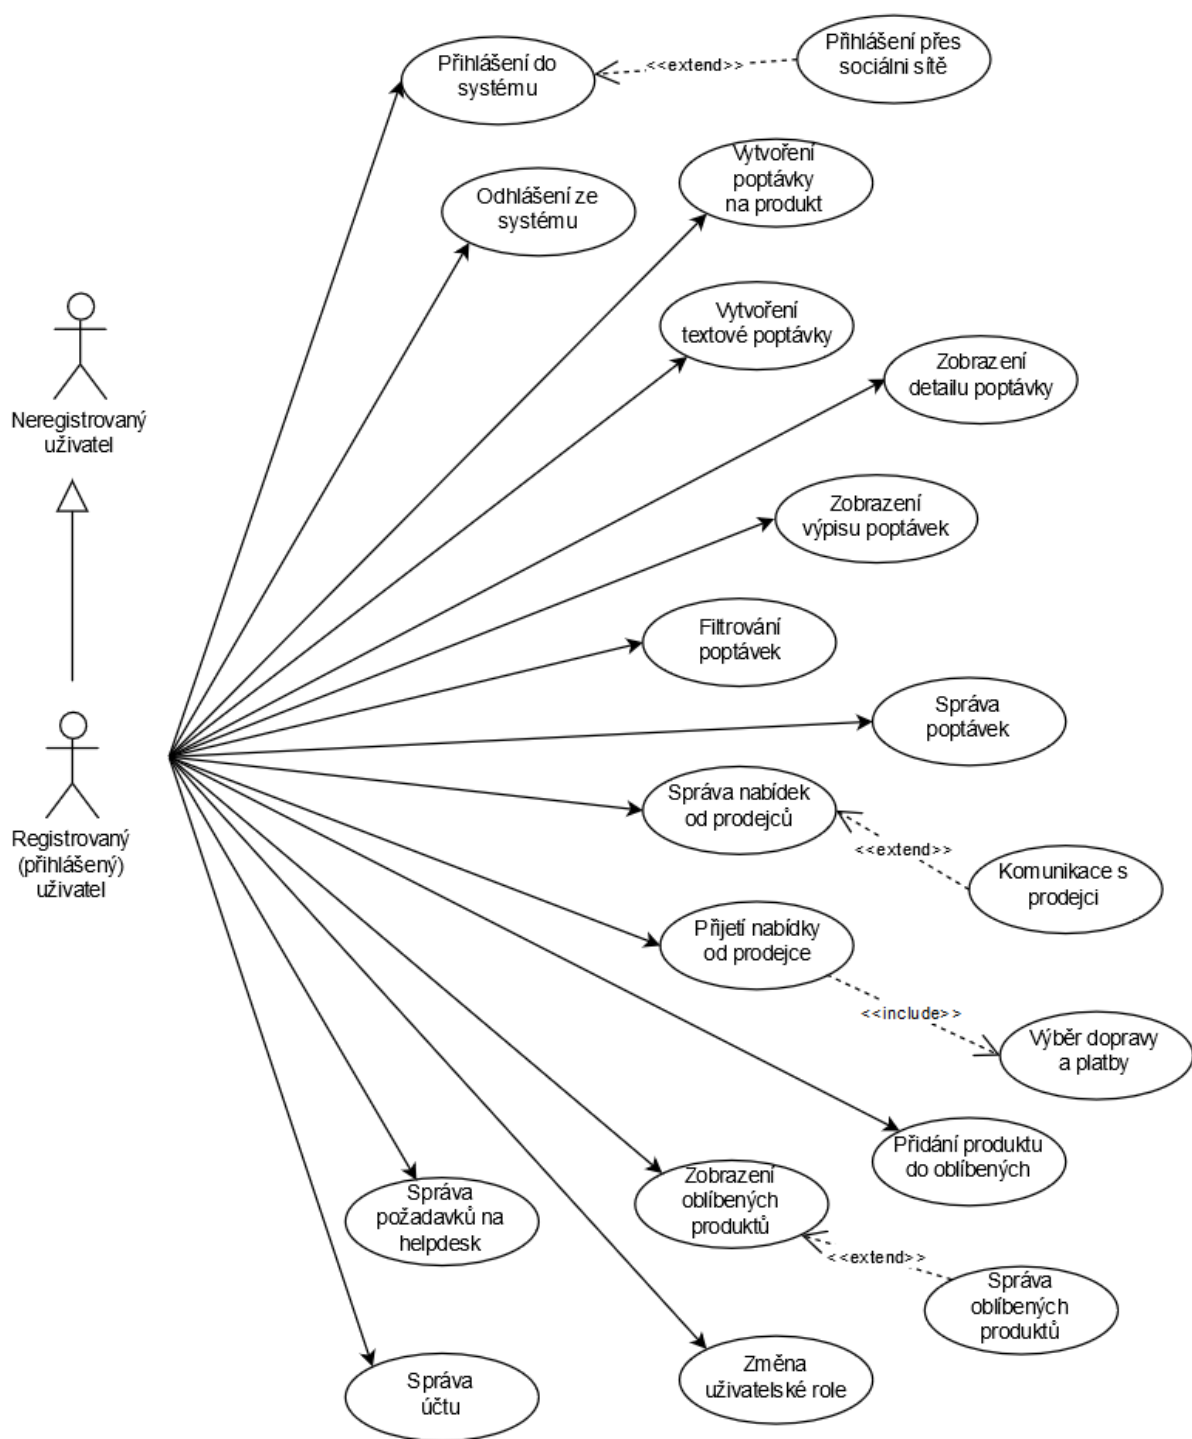 Přihlášení do
systému
<<extend>>
Přihlášení přes
sociálni sítě
Vytvoření
poptávky
na produkt
Odhlášení ze
systému
Vytvoření
textové poptávky
Zobrazení
detailu poptávky
Neregistrovaný
uživatel
Zobrazení
výpisu poptávek
Filtrování
poptávek
Správa
poptávek
Registrovaný
(přihlášený)
uživatel
Správa nabídek
od prodejců
<<extend>>
Komunikace s
prodejci
Přijetí nabídky
od prodejce
<<include>>
Výběr dopravy
a platby
Přidání produktu
do oblíbených
Správa
požadavků na
helpdesk
Zobrazení
oblíbených
produktů
<<extend>>
Správa
oblíbených
produktů
Změna
uživatelské role
Správa
účtu